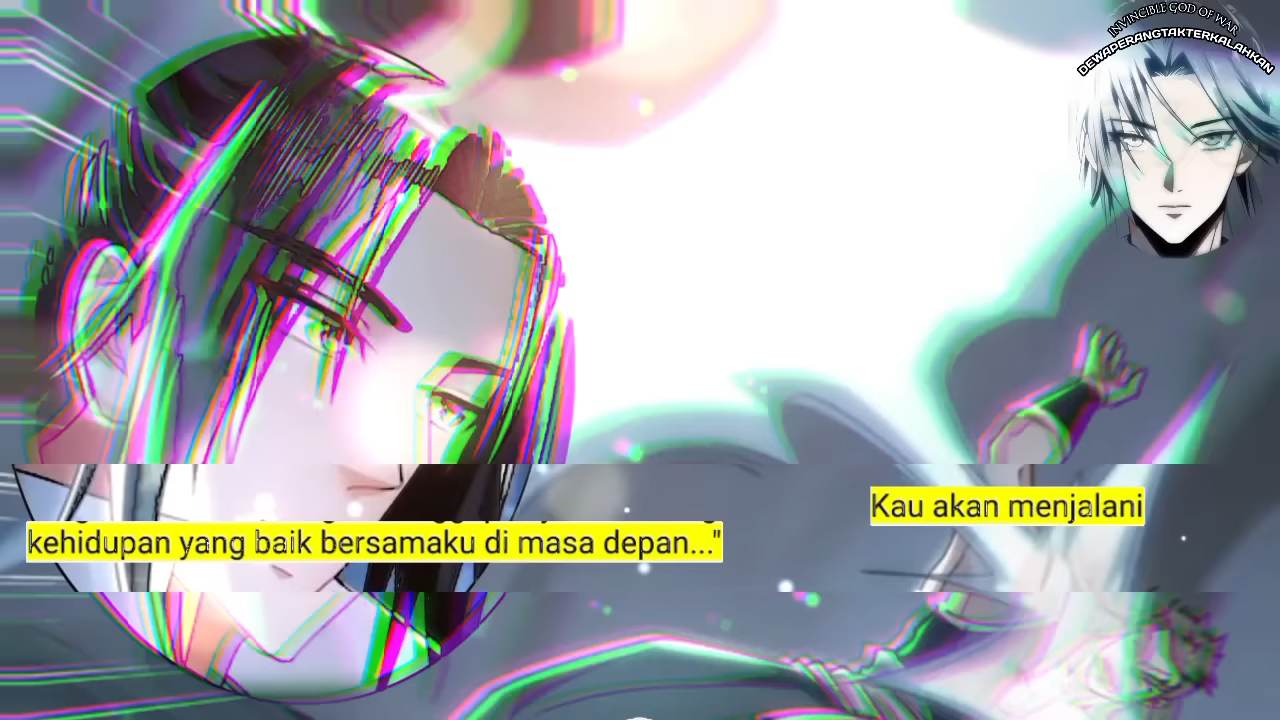 INVINCIBLE GOD OF WAR
DEWAPERANGTAKTERKALAHKAN
Kau akan menjalani
kehidupan yang baik bersamaku di masa depan..."